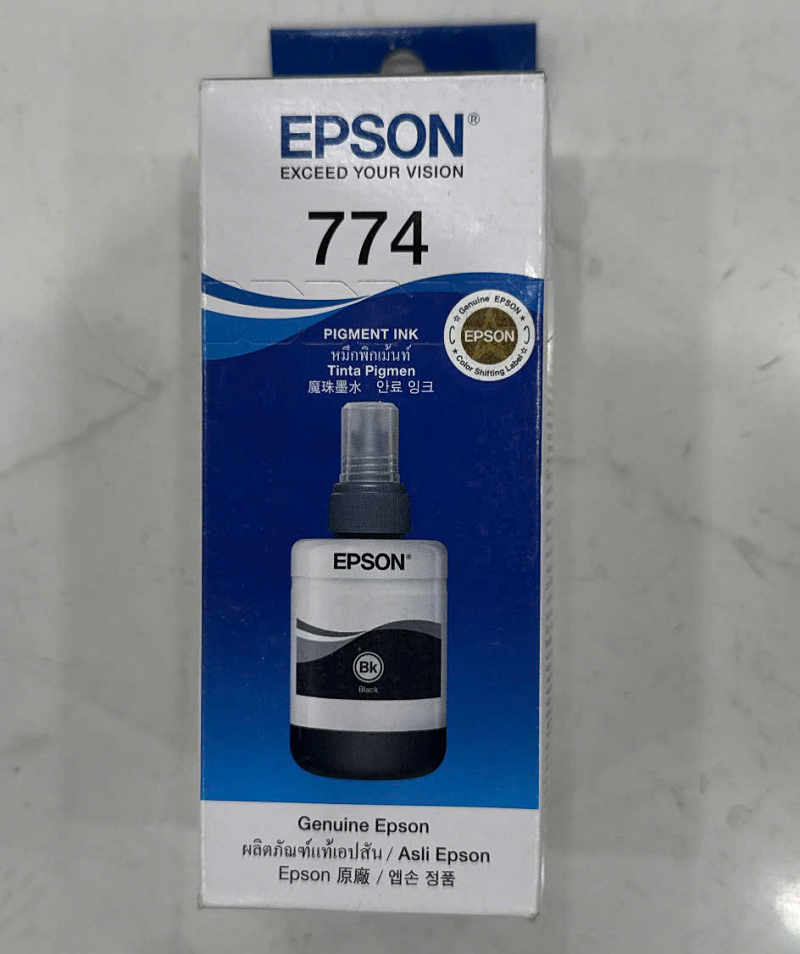 EPSON®
EXCEED YOUR VISION
774
Genuine EPSON
EPSON
Color Shifting Label
PIGMENT INK
หมึกพิกเม้นท์
Tinta Pigmen
魔珠墨水 안료 잉크
EPSON®
Bk
Black
Genuine Epson
ผลิตภัณฑ์แท้เอปสัน / Asli Epson
Epson 原廠 / 엡손 정품